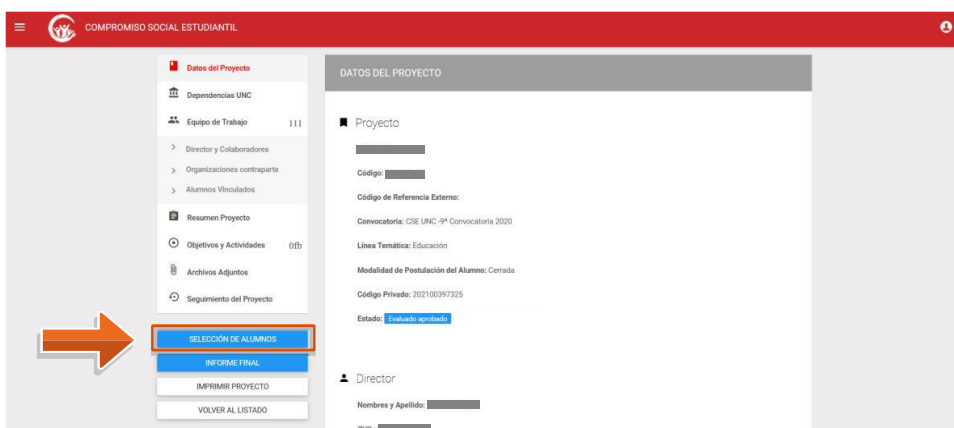 COMPROMISO SOCIAL ESTUDIANTIL
Datos del Proyecto
Dependencias UNC
Equipo de Trabajo 111
Director y Colaboradores
Organizaciones contraparte
Alumnos Vinculados
Resumen Proyecto
Objetivos y Actividades 0fb
Archivos Adjuntos
Seguimiento del Proyecto
SELECCIÓN DE ALUMNOS
INFORME FINAL
IMPRIMIR PROYECTO
VOLVER AL LISTADO
DATOS DEL PROYECTO
Proyecto
Código:
Código de Referencia Externo:
Convocatoria: CSE UNC -9ª Convocatoria 2020
Línea Temática: Educación
Modalidad de Postulación del Alumno: Cerrada
Código Privado: 202100397325
Estado: Evaluado aprobado
Director
Nombres y Apellido: